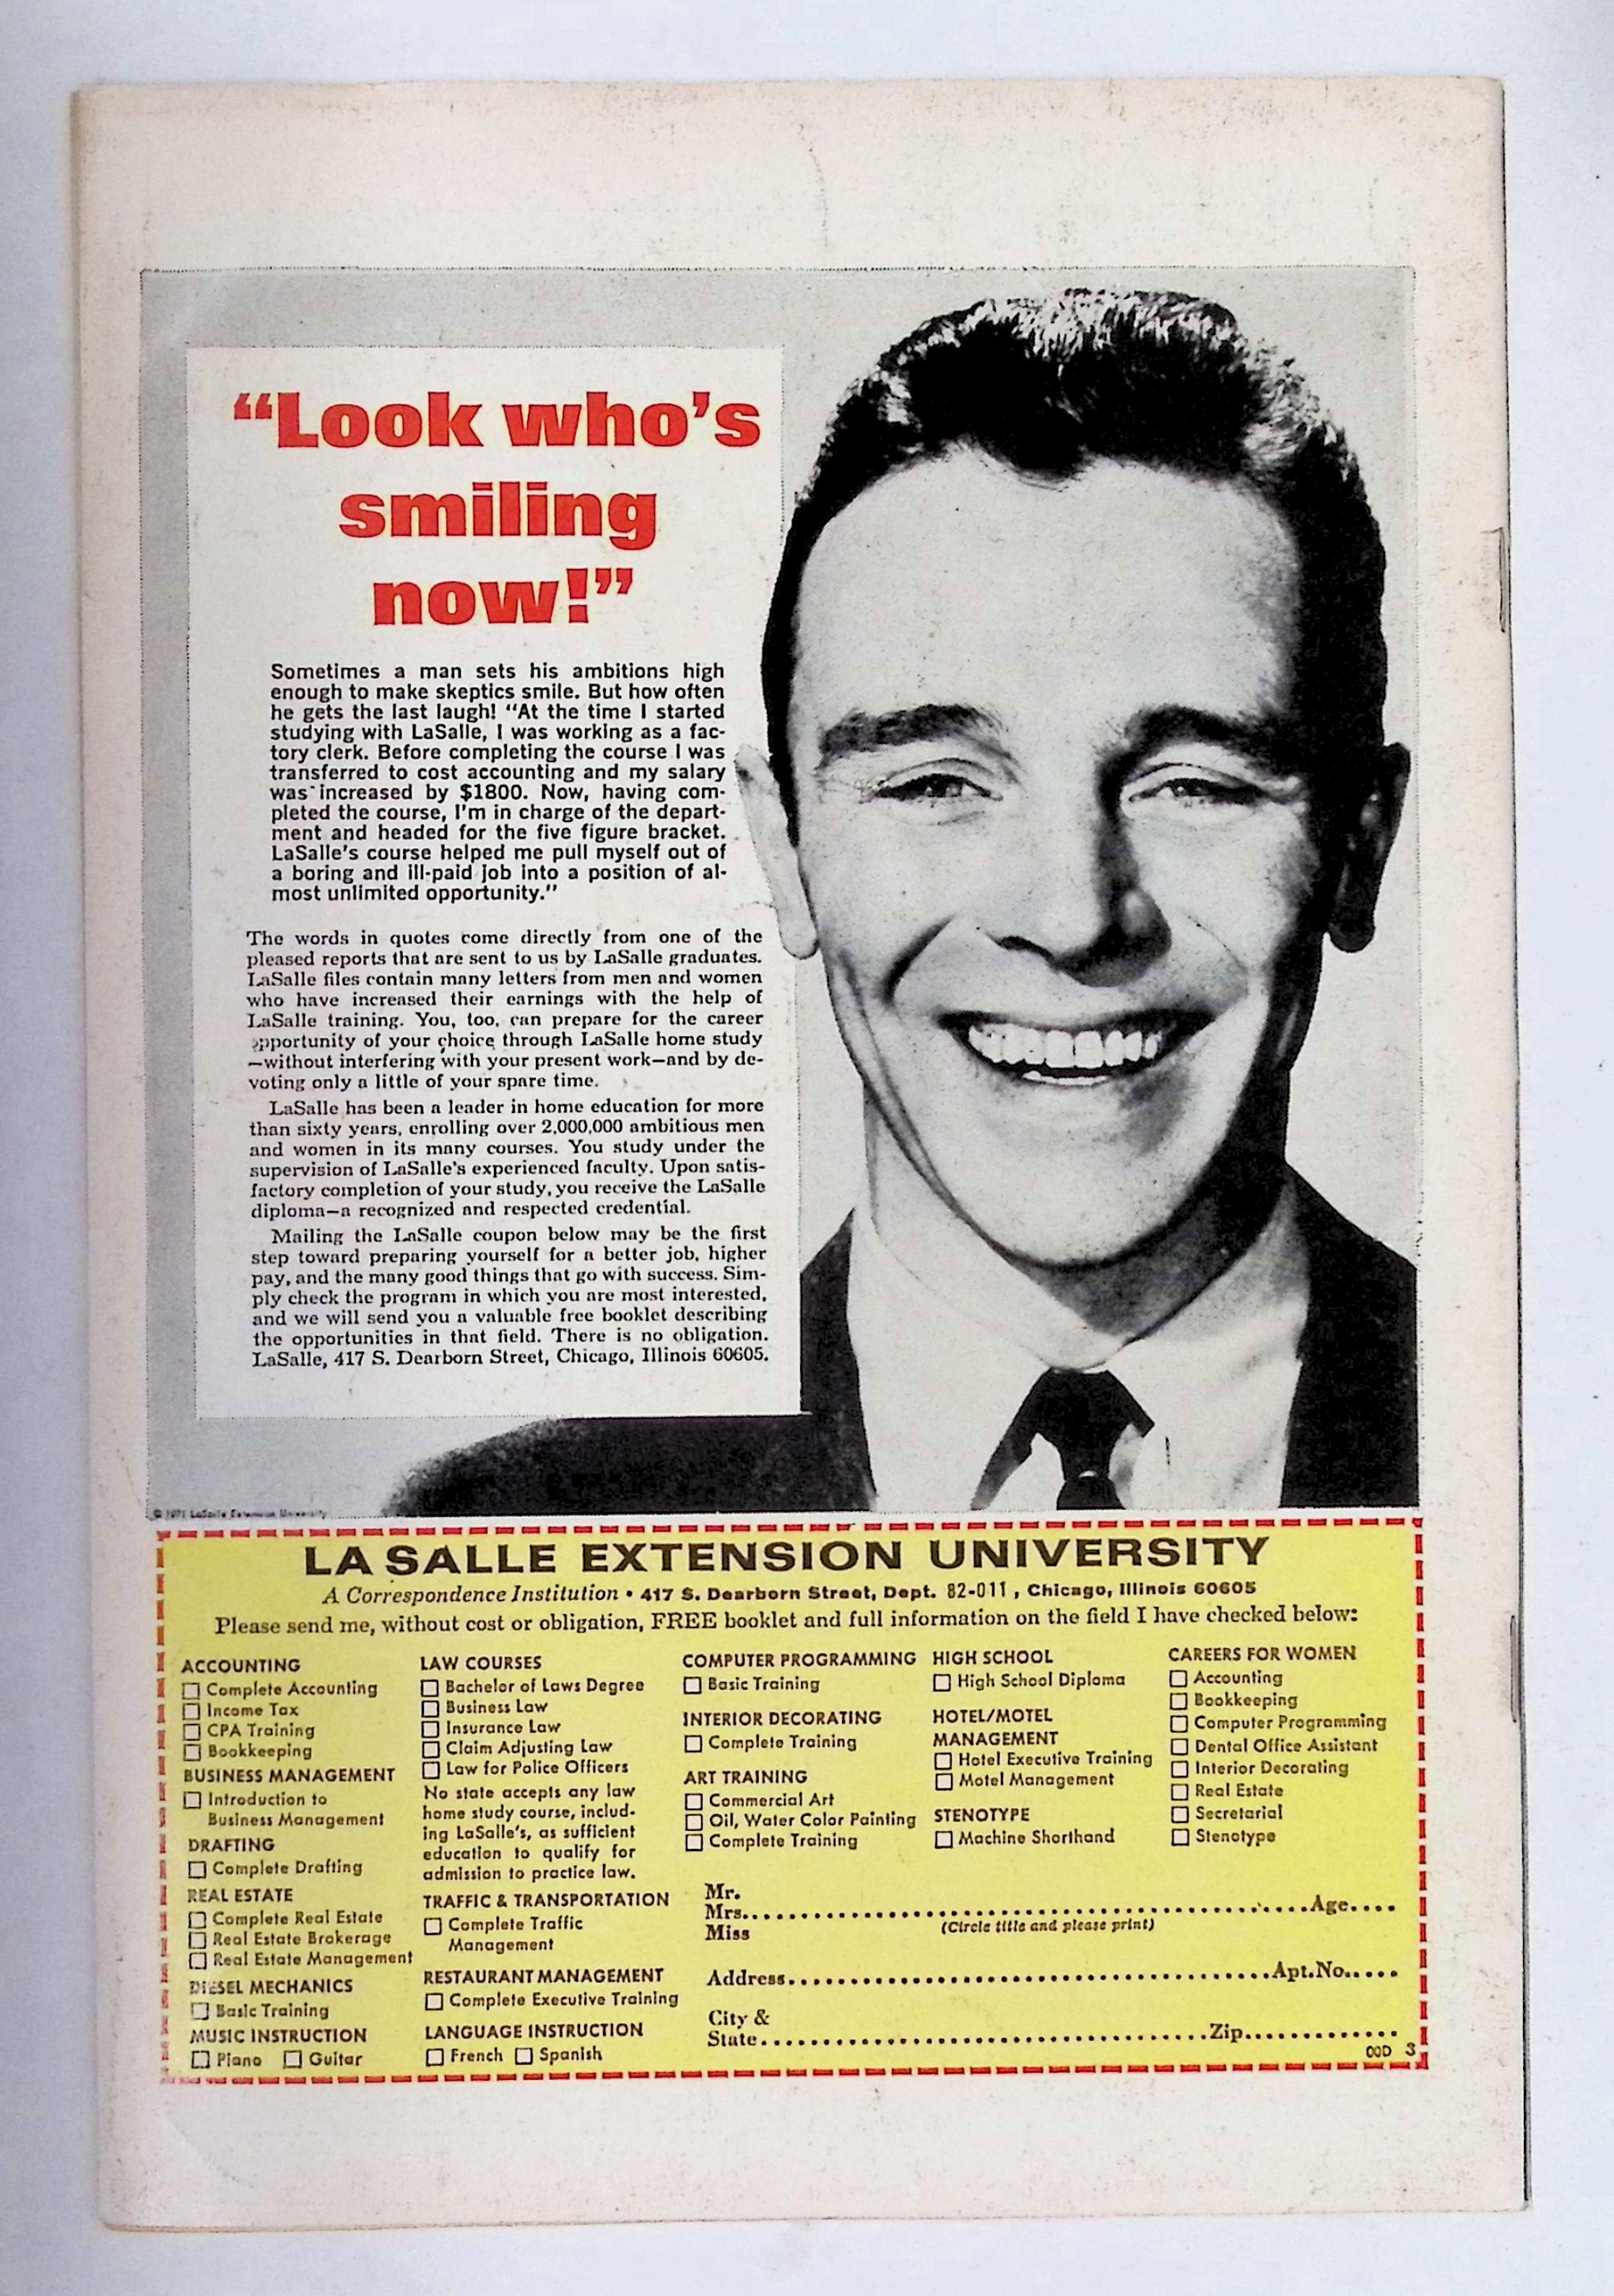 “Look who’s
smiling
now!”
Sometimes a man sets his ambitions high
enough to make skeptics smile. But how often
he gets the last laugh! “At the time I started
studying with LaSalle, I was working as a fac-
tory clerk. Before completing the course I was
transferred to cost accounting and my salary
was increased by $1800. Now, having com-
pleted the course, I’m in charge of the depart-
ment and headed for the five figure bracket.
LaSalle’s course helped me pull myself out of
a boring and ill-paid job into a position of al-
most unlimited opportunity.”
The words in quotes come directly from one of the
pleased reports that are sent to us by LaSalle graduates.
LaSalle files contain many letters from men and women
who have increased their earnings with the help of
LaSalle training. You, too, can prepare for the career
opportunity of your choice through LaSalle home study
—without interfering with your present work—and by de-
voting only a little of your spare time.
LaSalle has been a leader in home education for more
than sixty years, enrolling over 2,000,000 ambitious men
and women in its many courses. You study under the
supervision of LaSalle’s experienced faculty. Upon satis-
factory completion of your study, you receive the LaSalle
diploma—a recognized and respected credential.
Mailing the LaSalle coupon below may be the first
step toward preparing yourself for a better job, higher
pay, and the many good things that go with success. Sim-
ply check the program in which you are most interested,
and we will send you a valuable free booklet describing
the opportunities in that field. There is no obligation.
LaSalle, 417 S. Dearborn Street, Chicago, Illinois 60605.
© 1971 LaSalle Extension University
LA SALLE EXTENSION UNIVERSITY
A Correspondence Institution • 417 S. Dearborn Street, Dept. 82-011, Chicago, Illinois 60605
Please send me, without cost or obligation, FREE booklet and full information on the field I have checked below:
ACCOUNTING
Complete Accounting
Income Tax
CPA Training
Bookkeeping
BUSINESS MANAGEMENT
Introduction to
Business Management
DRAFTING
Complete Drafting
REAL ESTATE
Complete Real Estate
Real Estate Brokerage
Real Estate Management
DIESEL MECHANICS
Basic Training
MUSIC INSTRUCTION
Piano Guitar
LAW COURSES
Bachelor of Laws Degree
Business Law
Insurance Law
Claim Adjusting Law
Law for Police Officers
No state accepts any law
home study course, includ-
ing LaSalle’s, as sufficient
education to qualify for
admission to practice law.
TRAFFIC & TRANSPORTATION
Complete Traffic
Management
RESTAURANT MANAGEMENT
Complete Executive Training
LANGUAGE INSTRUCTION
French Spanish
COMPUTER PROGRAMMING
Basic Training
INTERIOR DECORATING
Complete Training
ART TRAINING
Commercial Art
Oil, Water Color Painting
Complete Training
HIGH SCHOOL
High School Diploma
HOTEL/MOTEL
MANAGEMENT
Hotel Executive Training
Motel Management
STENOTYPE
Machine Shorthand
CAREERS FOR WOMEN
Accounting
Bookkeeping
Computer Programming
Dental Office Assistant
Interior Decorating
Real Estate
Secretarial
Stenotype
Mr.
Mrs. Age
Miss (Circle title and please print)
Address Apt.No.
City &
State Zip
00D 3